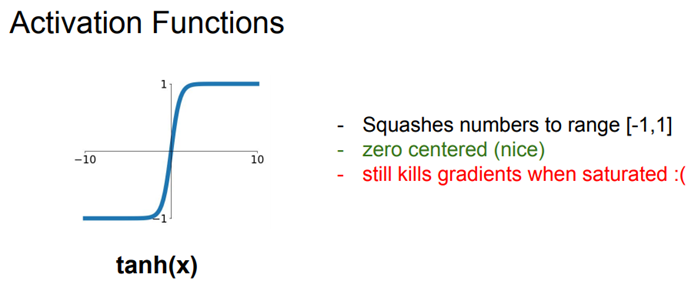 Activation Functions
1
- Squashes numbers to range [-1,1]
- zero centered (nice)
−10
10
- still kills gradients when saturated :(
−1
tanh(x)